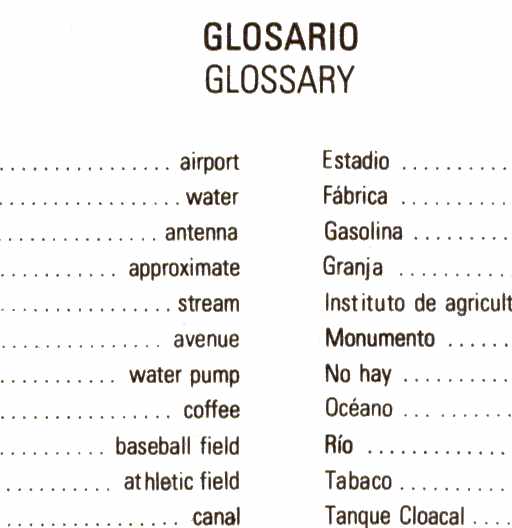 GLOSARIO
GLOSSARY
................ airport
.................. water
................ antenna
............ approximate
................. stream
................ avenue
............ water pump
................. coffee
........... baseball field
........... athletic field
................. canal
Estadio ...........
Fábrica ...........
Gasolina ..........
Granja ...........
Instituto de agricult
Monumento ......
No hay ...........
Océano ...........
Río .............
Tabaco ...........
Tanque Cloacal ....